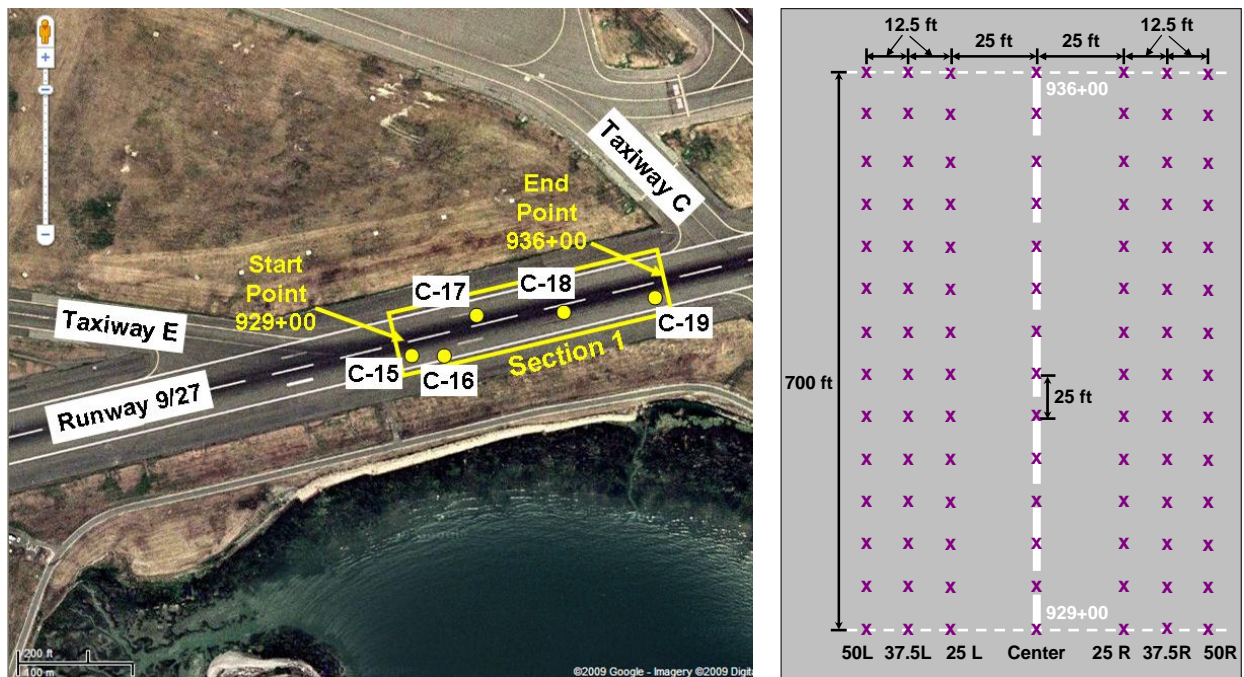 Taxiway C
End
Point
936+00
Start
Point
929+00
C-17
C-18
C-19
Taxiway E
C-15
C-16
Section 1
Runway 9/27
200 ft
100 m
©2009 Google - Imagery ©2009 Digita
12.5 ft
25 ft
25 ft
12.5 ft
X X X X X X X
936+00
X X X X X X X
X X X X X X X
X X X X X X X
X X X X X X X
X X X X X X X
X X X X X X X
X X X X X X X
700 ft
25 ft
X X X X X X X
X X X X X X X
X X X X X X X
X X X X X X X
X X X X X X X
929+00
X X X X X X X
50L 37.5L 25 L Center 25 R 37.5R 50R